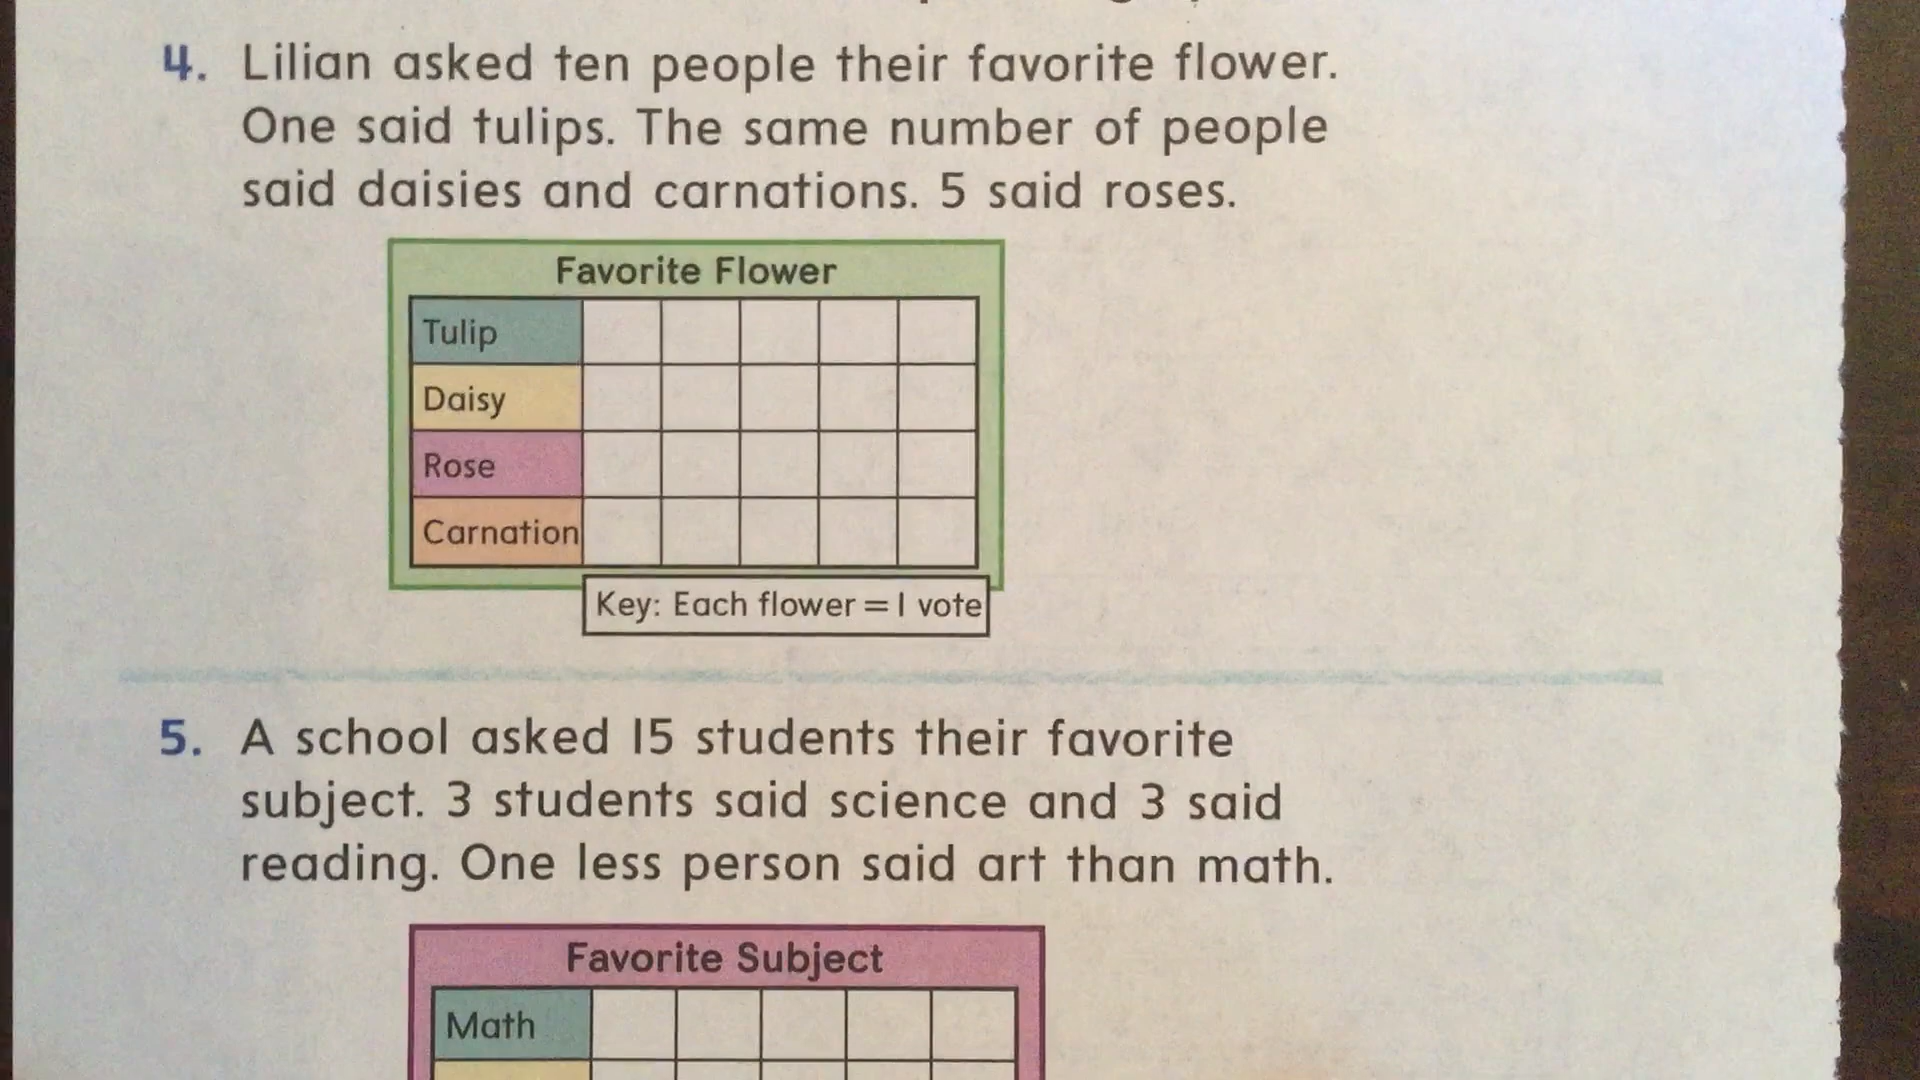 4. Lilian asked ten people their favorite flower.
One said tulips. The same number of people
said daisies and carnations. 5 said roses.
Favorite Flower
Tulip
Daisy
Rose
Carnation
Key: Each flower = 1 vote
5. A school asked 15 students their favorite
subject. 3 students said science and 3 said
reading. One less person said art than math.
Favorite Subject
Math